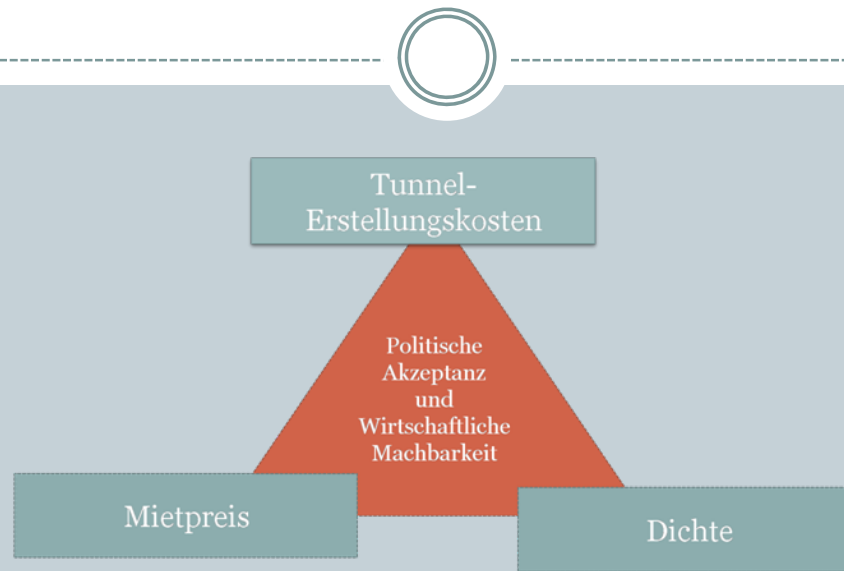 Tunnel-
Erstellungskosten
Politische
Akzeptanz
und
Wirtschaftliche
Machbarkeit
Mietpreis
Dichte